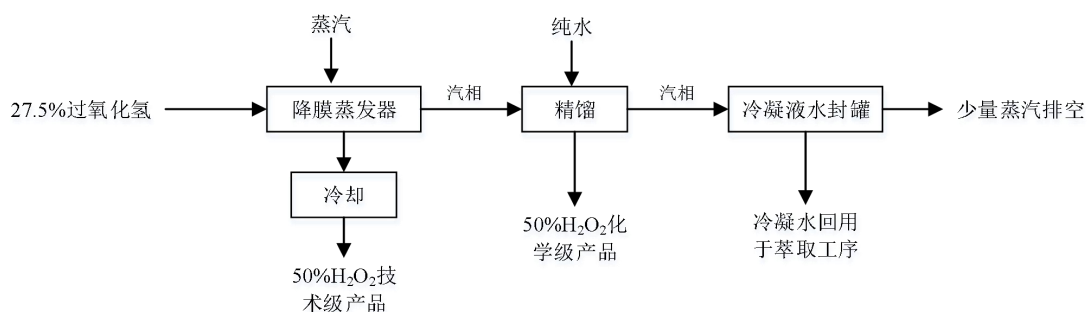 蒸汽
纯水
27.5%过氧化氢
降膜蒸发器
汽相
精馏
汽相
冷凝液水封罐
少量蒸汽排空
冷却
50%H₂O₂化
学级产品
冷凝水回用
于萃取工序
50%H₂O₂技
术级产品